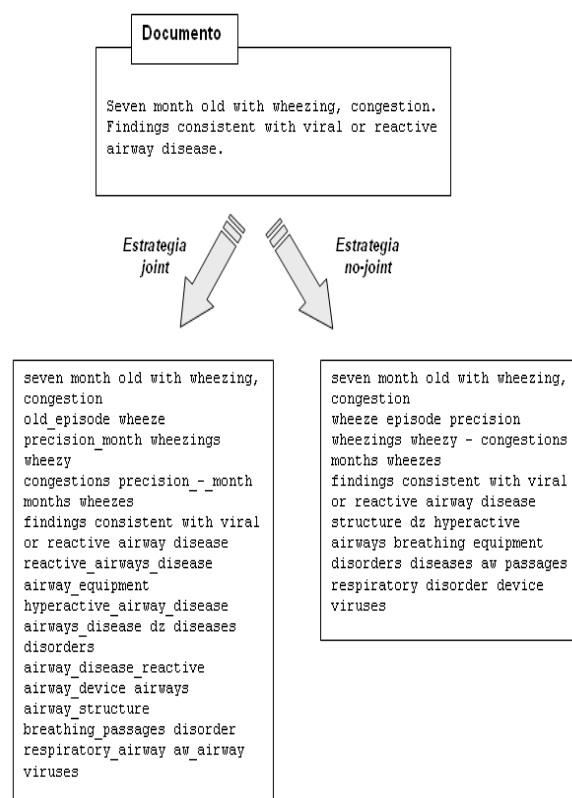 Documento
Seven month old with wheezing, congestion.
Findings consistent with viral or reactive
airway disease.
Estrategia
joint
Estrategia
no-joint
seven month old with wheezing,
congestion
old_episode wheeze
precision_month wheezings
wheezy
congestions precision_-_month
months wheezes
findings consistent with viral
or reactive airway disease
reactive_airways_disease
airway_equipment
hyperactive_airway_disease
airways_disease dz diseases
disorders
airway_disease_reactive
airway_device airways
airway_structure
breathing_passages disorder
respiratory_airway aw_airway
viruses
seven month old with wheezing,
congestion
wheeze episode precision
wheezings wheezy - congestions
months wheezes
findings consistent with viral
or reactive airway disease
structure dz hyperactive
airways breathing equipment
disorders diseases aw passages
respiratory disorder device
viruses